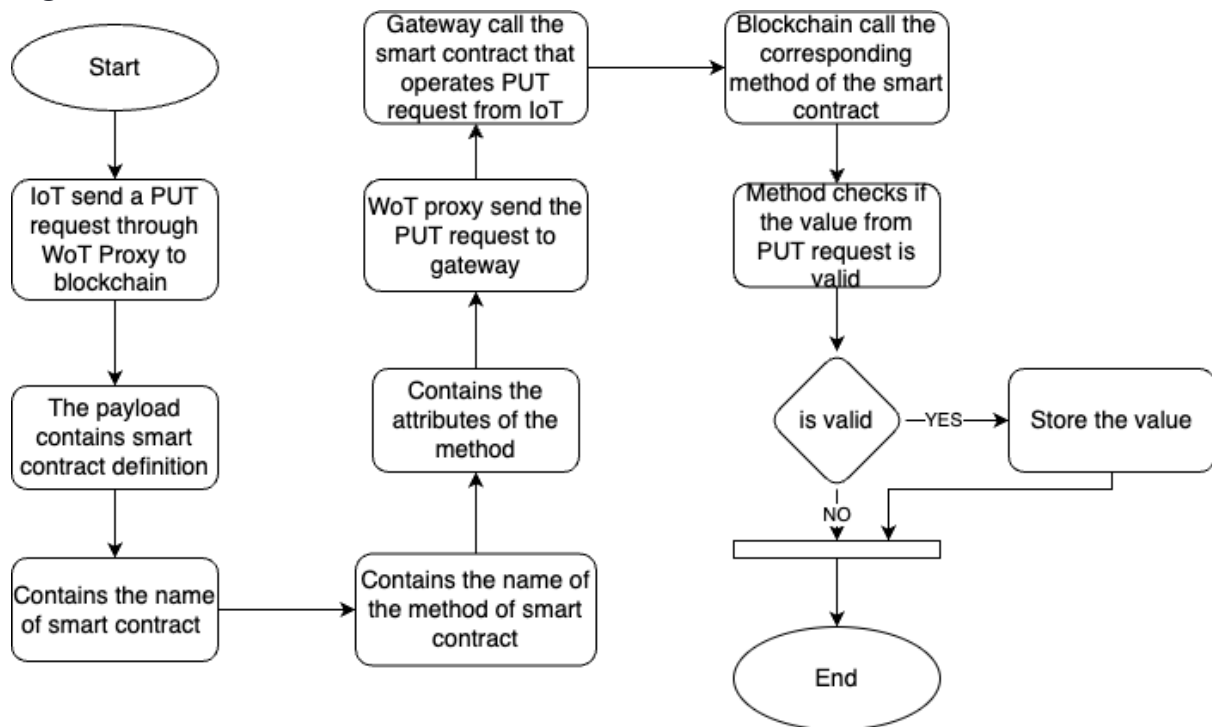 Start
IoT send a PUT
request through
WoT Proxy to
blockchain
The payload
contains smart
contract definition
Contains the name
of smart contract
Contains the name of
the method of smart
contract
Contains the
attributes of the
method
WoT proxy send the
PUT request to
gateway
Gateway call the
smart contract that
operates PUT
request from IoT
Blockchain call the
corresponding
method of the smart
contract
Method checks if
the value from
PUT request is
valid
is valid
YES
Store the value
NO
End